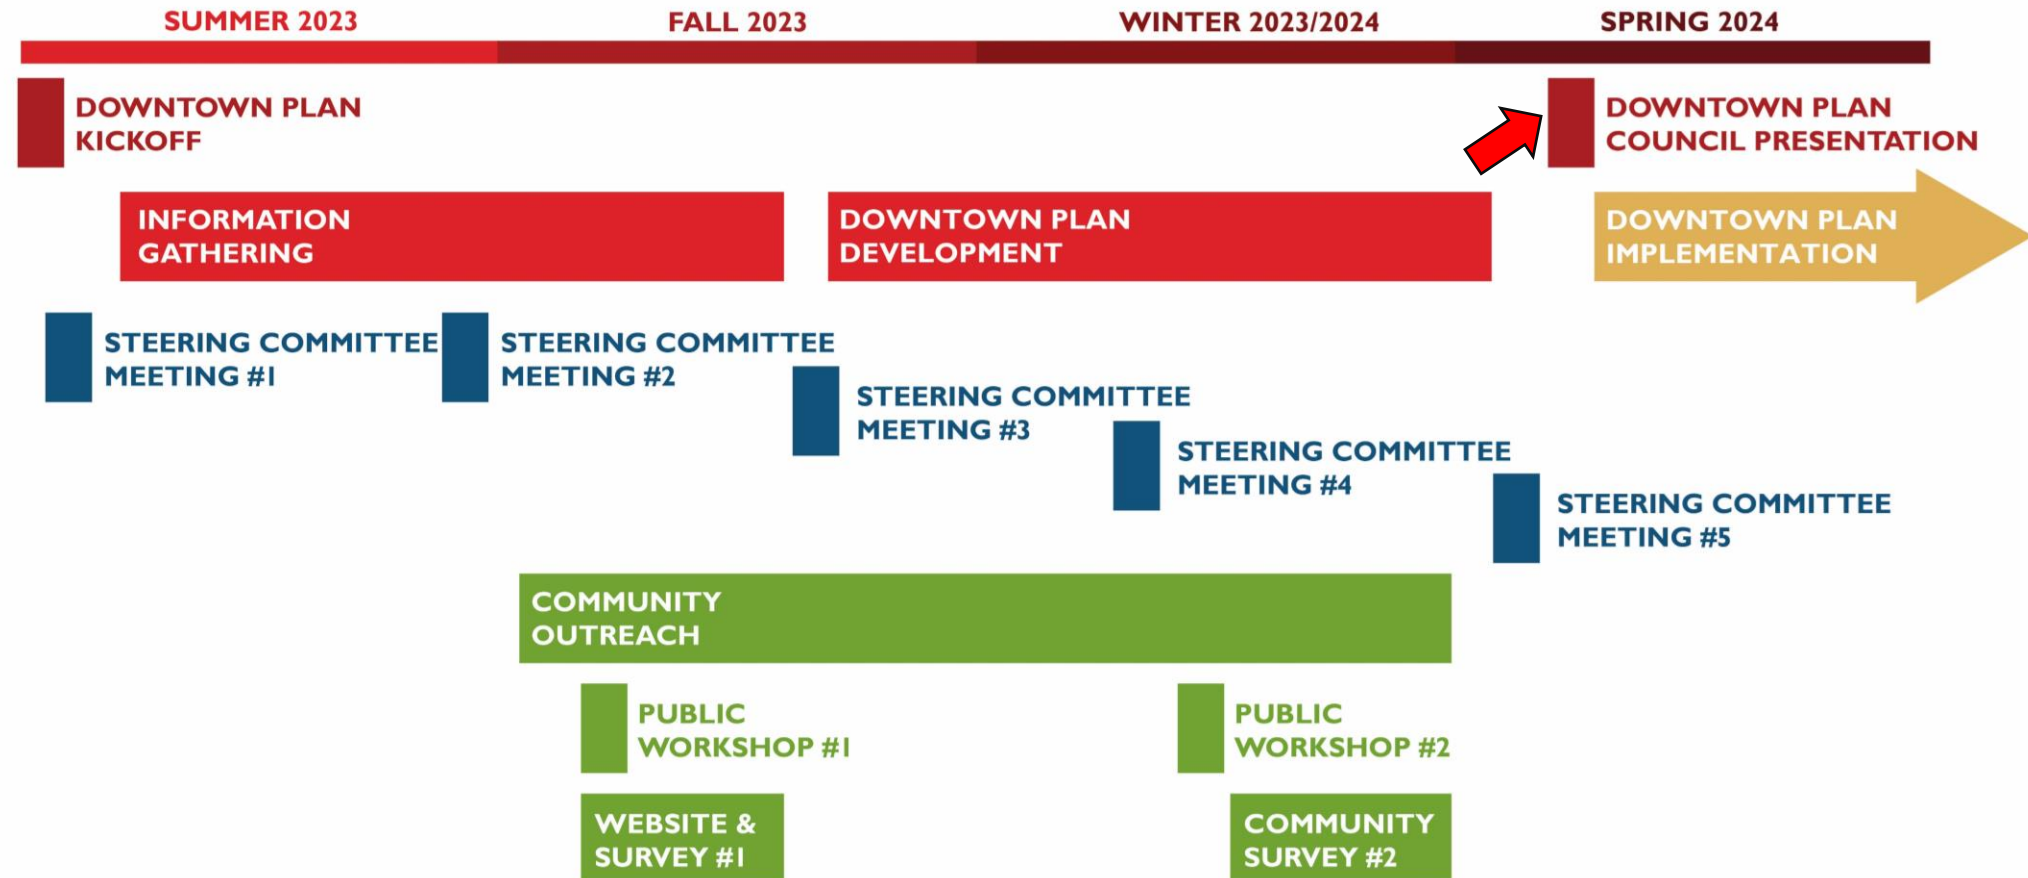 SUMMER 2023
FALL 2023
WINTER 2023/2024
SPRING 2024
DOWNTOWN PLAN
KICKOFF
DOWNTOWN PLAN
COUNCIL PRESENTATION
INFORMATION
GATHERING
DOWNTOWN PLAN
DEVELOPMENT
DOWNTOWN PLAN
IMPLEMENTATION
STEERING COMMITTEE
MEETING #1
STEERING COMMITTEE
MEETING #2
STEERING COMMITTEE
MEETING #3
STEERING COMMITTEE
MEETING #4
STEERING COMMITTEE
MEETING #5
COMMUNITY
OUTREACH
PUBLIC
WORKSHOP #1
PUBLIC
WORKSHOP #2
WEBSITE &
SURVEY #1
COMMUNITY
SURVEY #2